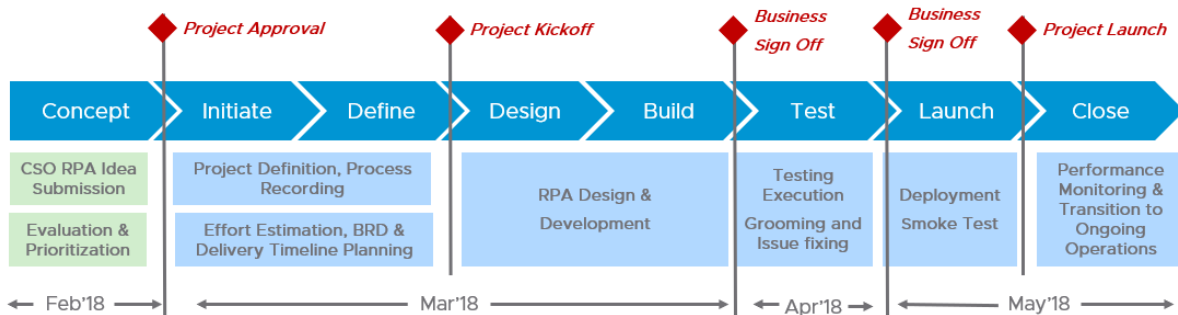 Project Approval
Project Kickoff
Business
Sign Off
Business
Sign Off
Project Launch
Concept
Initiate
Define
Design
Build
Test
Launch
Close
CSO RPA Idea
Submission
Evaluation &
Prioritization
Project Definition, Process
Recording
Effort Estimation, BRD &
Delivery Timeline Planning
RPA Design &
Development
Testing
Execution
Grooming and
Issue fixing
Deployment
Smoke Test
Performance
Monitoring &
Transition to
Ongoing
Operations
Feb'18
Mar'18
Apr'18
May'18